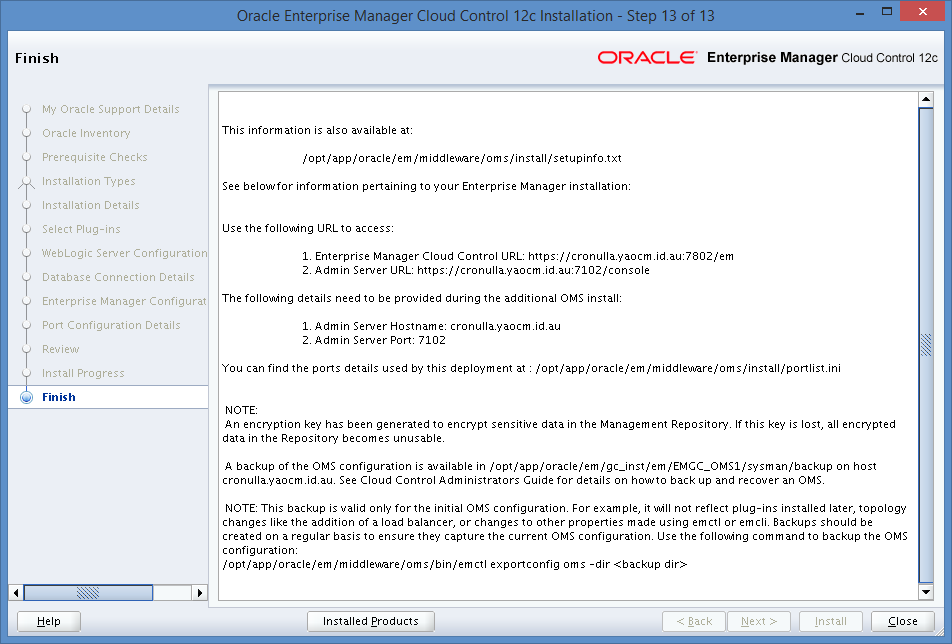 Oracle Enterprise Manager Cloud Control 12c Installation - Step 13 of 13
Finish
ORACLE Enterprise Manager Cloud Control 12c
My Oracle Support Details
Oracle Inventory
Prerequisite Checks
Installation Types
Installation Details
Select Plug-ins
WebLogic Server Configuration
Database Connection Details
Enterprise Manager Configurat
Port Configuration Details
Review
Install Progress
Finish
This information is also available at:
/opt/app/oracle/em/middleware/oms/install/setupinfo.txt
See below for information pertaining to your Enterprise Manager installation:
Use the following URL to access:
1. Enterprise Manager Cloud Control URL: https://cronulla.yaocm.id.au:7802/em
2. Admin Server URL: https://cronulla.yaocm.id.au:7102/console
The following details need to be provided during the additional OMS install:
1. Admin Server Hostname: cronulla.yaocm.id.au
2. Admin Server Port: 7102
You can find the ports details used by this deployment at : /opt/app/oracle/em/middleware/oms/install/portlist.ini
NOTE:
An encryption key has been generated to encrypt sensitive data in the Management Repository. If this key is lost, all encrypted
data in the Repository becomes unusable.
A backup of the OMS configuration is available in /opt/app/oracle/em/gc_inst/em/EMGC_OMS1/sysman/backup on host
cronulla.yaocm.id.au. See Cloud Control Administrators Guide for details on how to back up and recover an OMS.
NOTE: This backup is valid only for the initial OMS configuration. For example, it will not reflect plug-ins installed later, topology
changes like the addition of a load balancer, or changes to other properties made using emctl or emcli. Backups should be
created on a regular basis to ensure they capture the current OMS configuration. Use the following command to backup the OMS
configuration:
/opt/app/oracle/em/middleware/oms/bin/emctl exportconfig oms -dir <backup dir>
Help
Installed Products
< Back
Next >
Install
Close